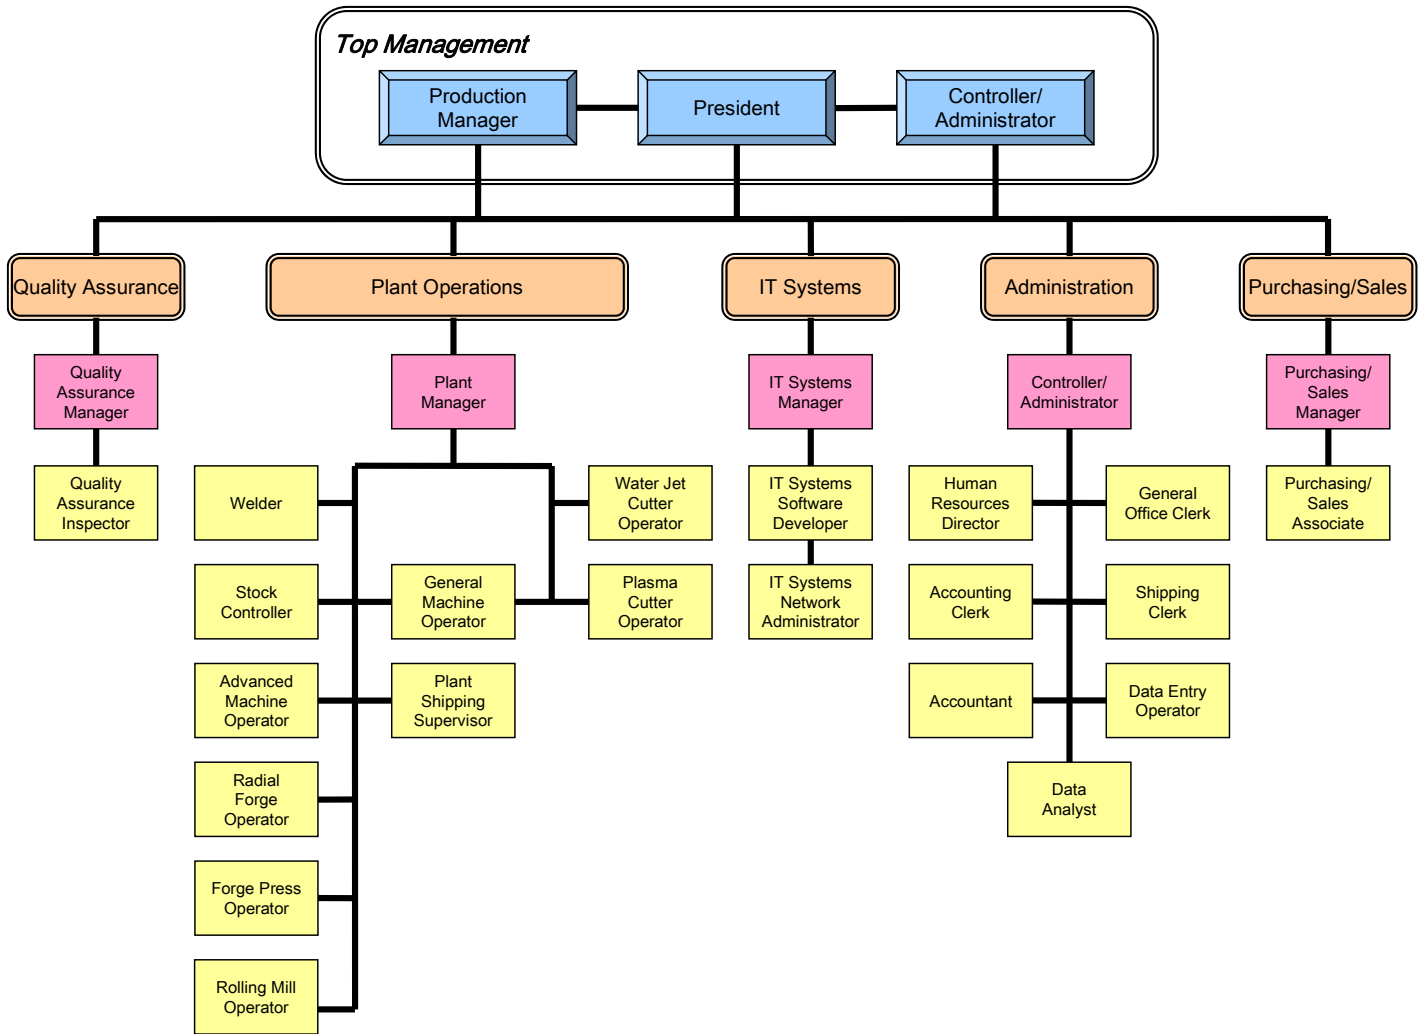 Top Management
Production
Manager
President
Controller/
Administrator
Quality Assurance
Plant Operations
IT Systems
Administration
Purchasing/Sales
Quality
Assurance
Manager
Plant
Manager
IT Systems
Manager
Controller/
Administrator
Purchasing/
Sales
Manager
Quality
Assurance
Inspector
Welder
Water Jet
Cutter
Operator
IT Systems
Software
Developer
Human
Resources
Director
General
Office Clerk
Purchasing/
Sales
Associate
Stock
Controller
General
Machine
Operator
Plasma
Cutter
Operator
IT Systems
Network
Administrator
Accounting
Clerk
Shipping
Clerk
Advanced
Machine
Operator
Plant
Shipping
Supervisor
Accountant
Data Entry
Operator
Radial
Forge
Operator
Data
Analyst
Forge Press
Operator
Rolling Mill
Operator